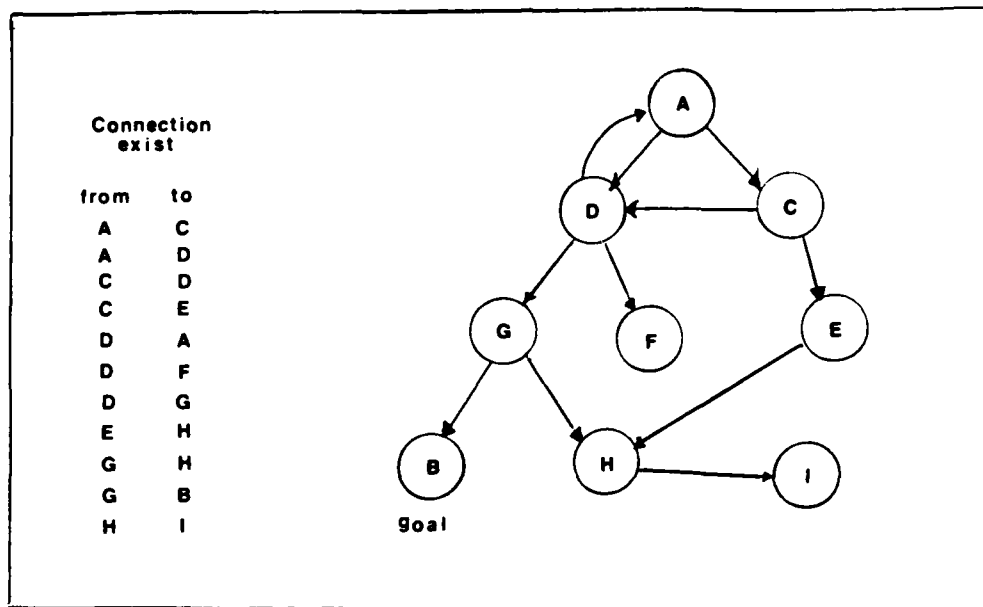 Connection
exist
from to
A C
A D
C D
C E
D A
D F
D G
E H
G H
G B
H I
A
D
C
G
F
E
B
H
I
goal